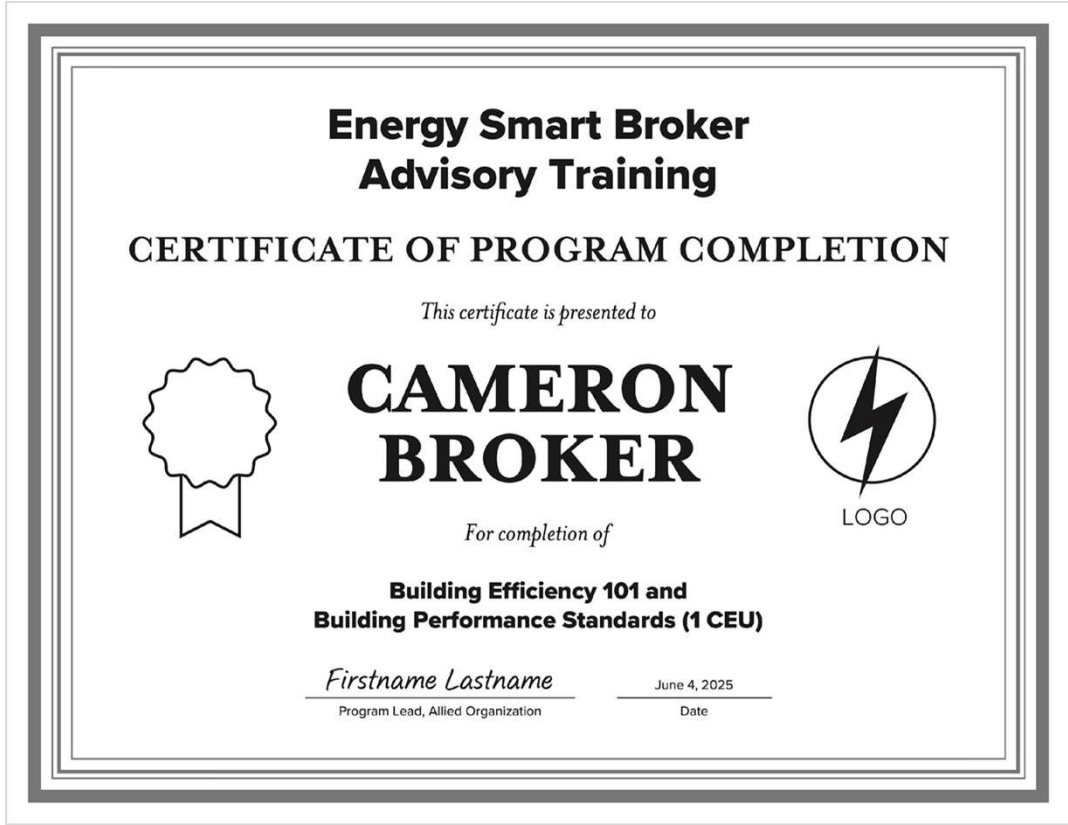 Energy Smart Broker
Advisory Training
CERTIFICATE OF PROGRAM COMPLETION
This certificate is presented to
CAMERON
BROKER
LOGO
For completion of
Building Efficiency 101 and
Building Performance Standards (1 CEU)
Firstname Lastname
June 4, 2025
Program Lead, Allied Organization
Date